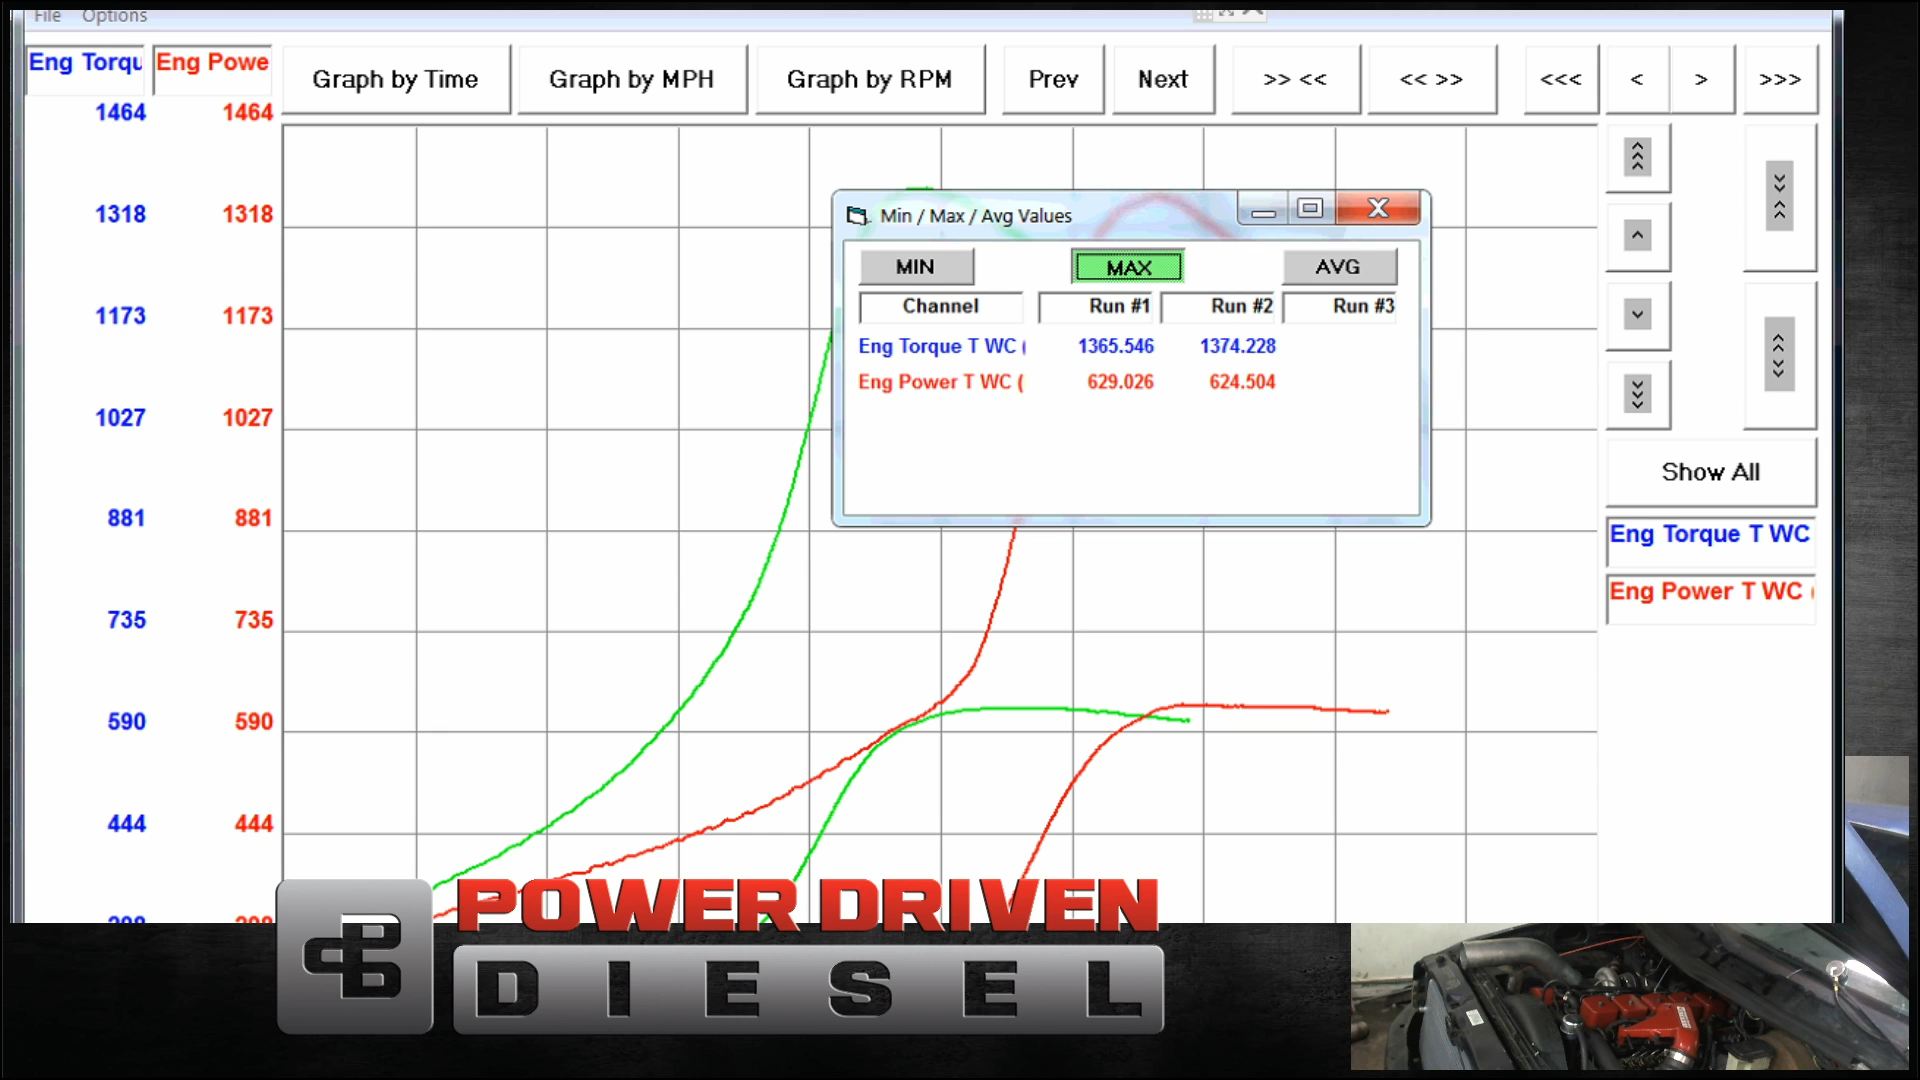 File Options
Eng Torqu Eng Powe Graph by Time Graph by MPH Graph by RPM Prev Next >> << << >> <<< < > >>>
1464 1464
1318 1318
1173 1173
1027 1027
881 881
735 735
590 590
444 444
Min / Max / Avg Values
MIN MAX AVG
Channel Run #1 Run #2 Run #3
Eng Torque T WC ( 1365.546 1374.228
Eng Power T WC ( 629.026 624.504
Show All
Eng Torque T WC
Eng Power T WC (
POWER DRIVEN
DIESEL